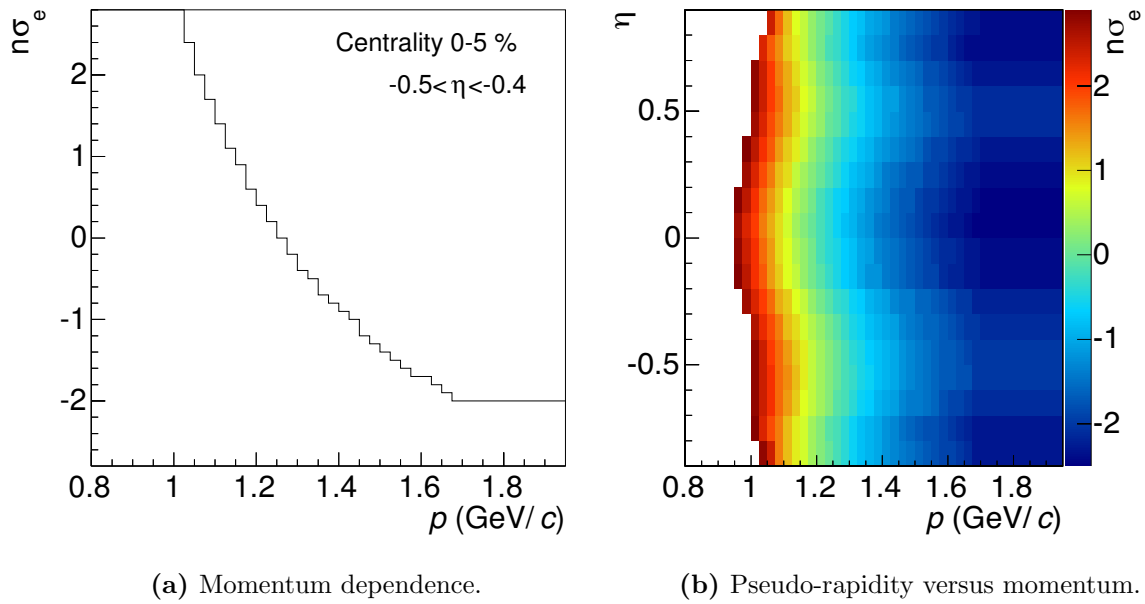 nσe
Centrality 0-5 %
-0.5< η<-0.4
2
1
0
-1
-2
0.8 1 1.2 1.4 1.6 1.8
p (GeV/c)
(a) Momentum dependence.
η
0.5
0
-0.5
0.8 1 1.2 1.4 1.6 1.8
p (GeV/c)
nσe
2
1
0
-1
-2
(b) Pseudo-rapidity versus momentum.